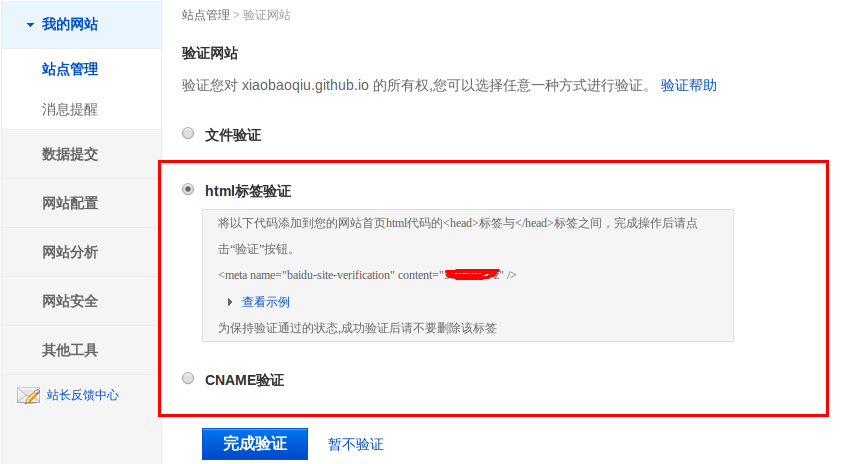 我的网站
站点管理
消息提醒
数据提交
网站配置
网站分析
网站安全
其他工具
站长反馈中心
站点管理 > 验证网站
验证网站
验证您对 xiaobaoqiu.github.io 的所有权,您可以选择任意一种方式进行验证。 验证帮助
文件验证
html标签验证
将以下代码添加到您的网站首页html代码的<head>标签与</head>标签之间，完成操作后请点
击“验证”按钮。
<meta name="baidu-site-verification" content=" " />
查看示例
为保持验证通过的状态,成功验证后请不要删除该标签
CNAME验证
完成验证 暂不验证